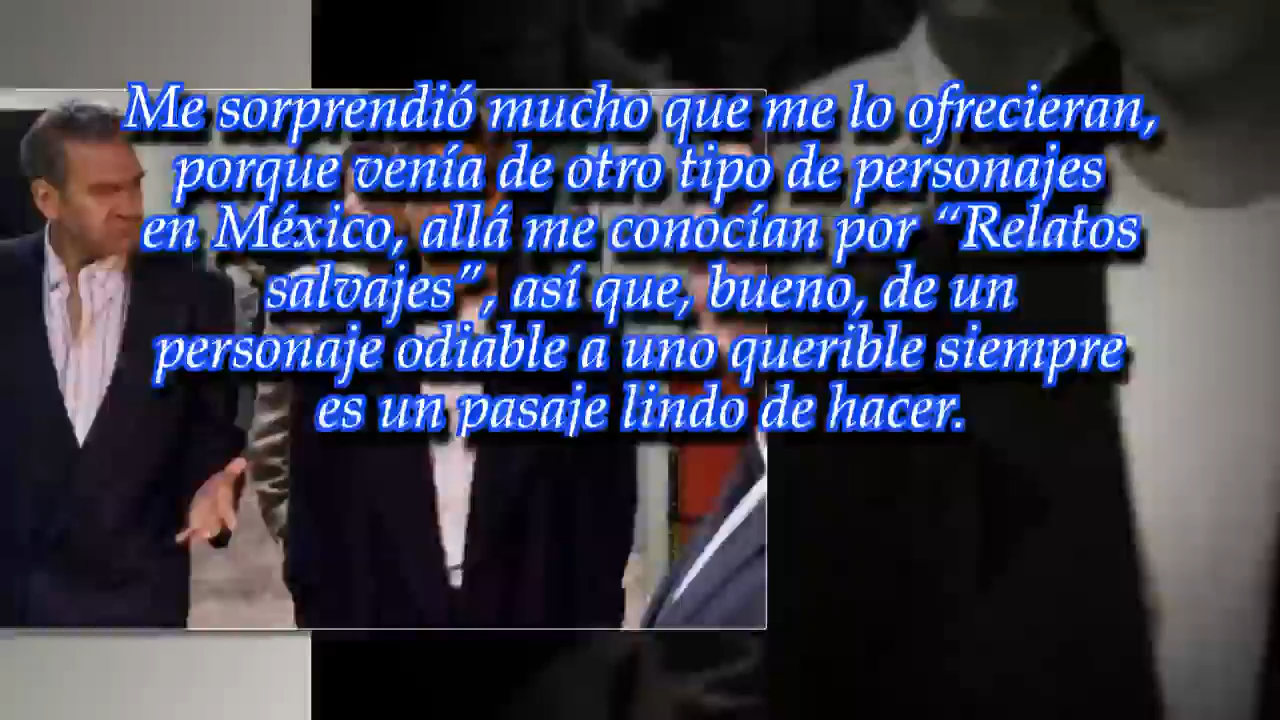 Me sorprendió mucho que me lo ofrecieran,
porque venía de otro tipo de personajes
en México, allá me conocían por “Relatos
salvajes”, así que, bueno, de un
personaje odiable a uno querible siempre
es un pasaje lindo de hacer.